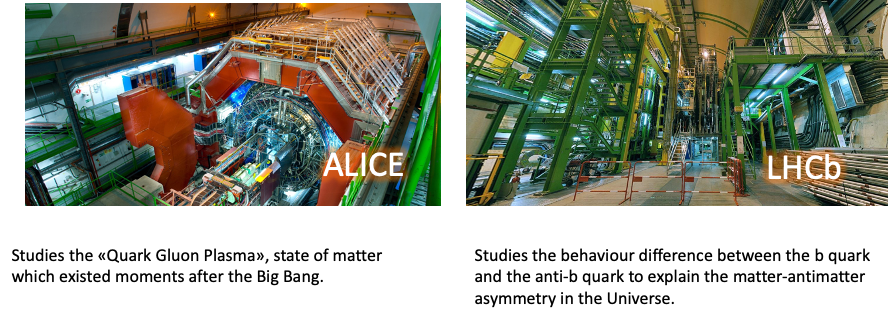 ALICE
LHCb
Studies the «Quark Gluon Plasma», state of matter
which existed moments after the Big Bang.
Studies the behaviour difference between the b quark
and the anti-b quark to explain the matter-antimatter
asymmetry in the Universe.